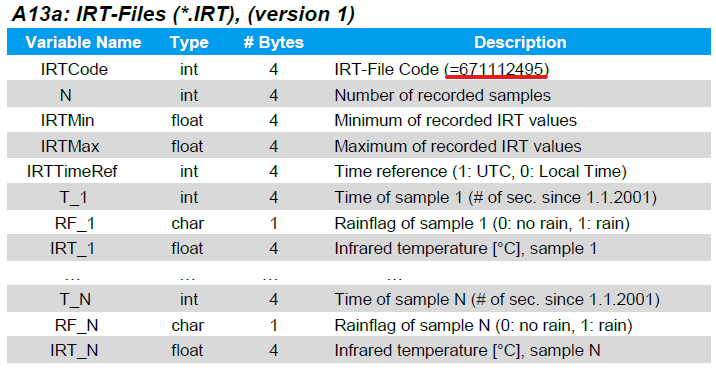 A13a: IRT-Files (*.IRT), (version 1)
Variable Name Type # Bytes Description
IRTCode int 4 IRT-File Code (=671112495)
N int 4 Number of recorded samples
IRTMin float 4 Minimum of recorded IRT values
IRTMax float 4 Maximum of recorded IRT values
IRTTimeRef int 4 Time reference (1: UTC, 0: Local Time)
T_1 int 4 Time of sample 1 (# of sec. since 1.1.2001)
RF_1 char 1 Rainflag of sample 1 (0: no rain, 1: rain)
IRT_1 float 4 Infrared temperature [°C], sample 1
... ... ... ...
T_N int 4 Time of sample N (# of sec. since 1.1.2001)
RF_N char 1 Rainflag of sample N (0: no rain, 1: rain)
IRT_N float 4 Infrared temperature [°C], sample N